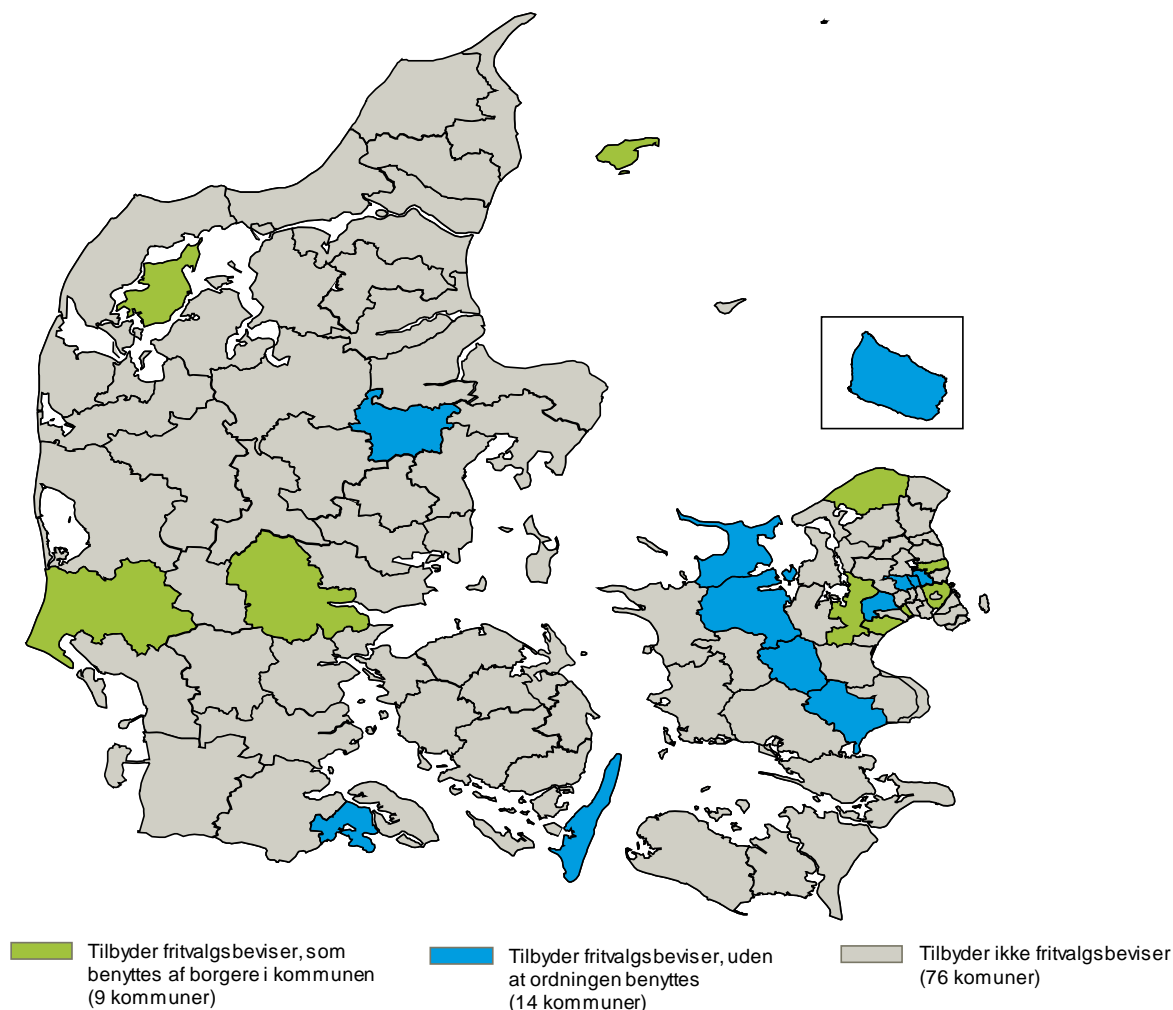 Tilbyder fritvalgsbeviser, som
benyttes af borgere i kommunen
(9 kommuner)
Tilbyder fritvalgsbeviser, uden
at ordningen benyttes
(14 kommuner)
Tilbyder ikke fritvalgsbeviser
(76 komuner)